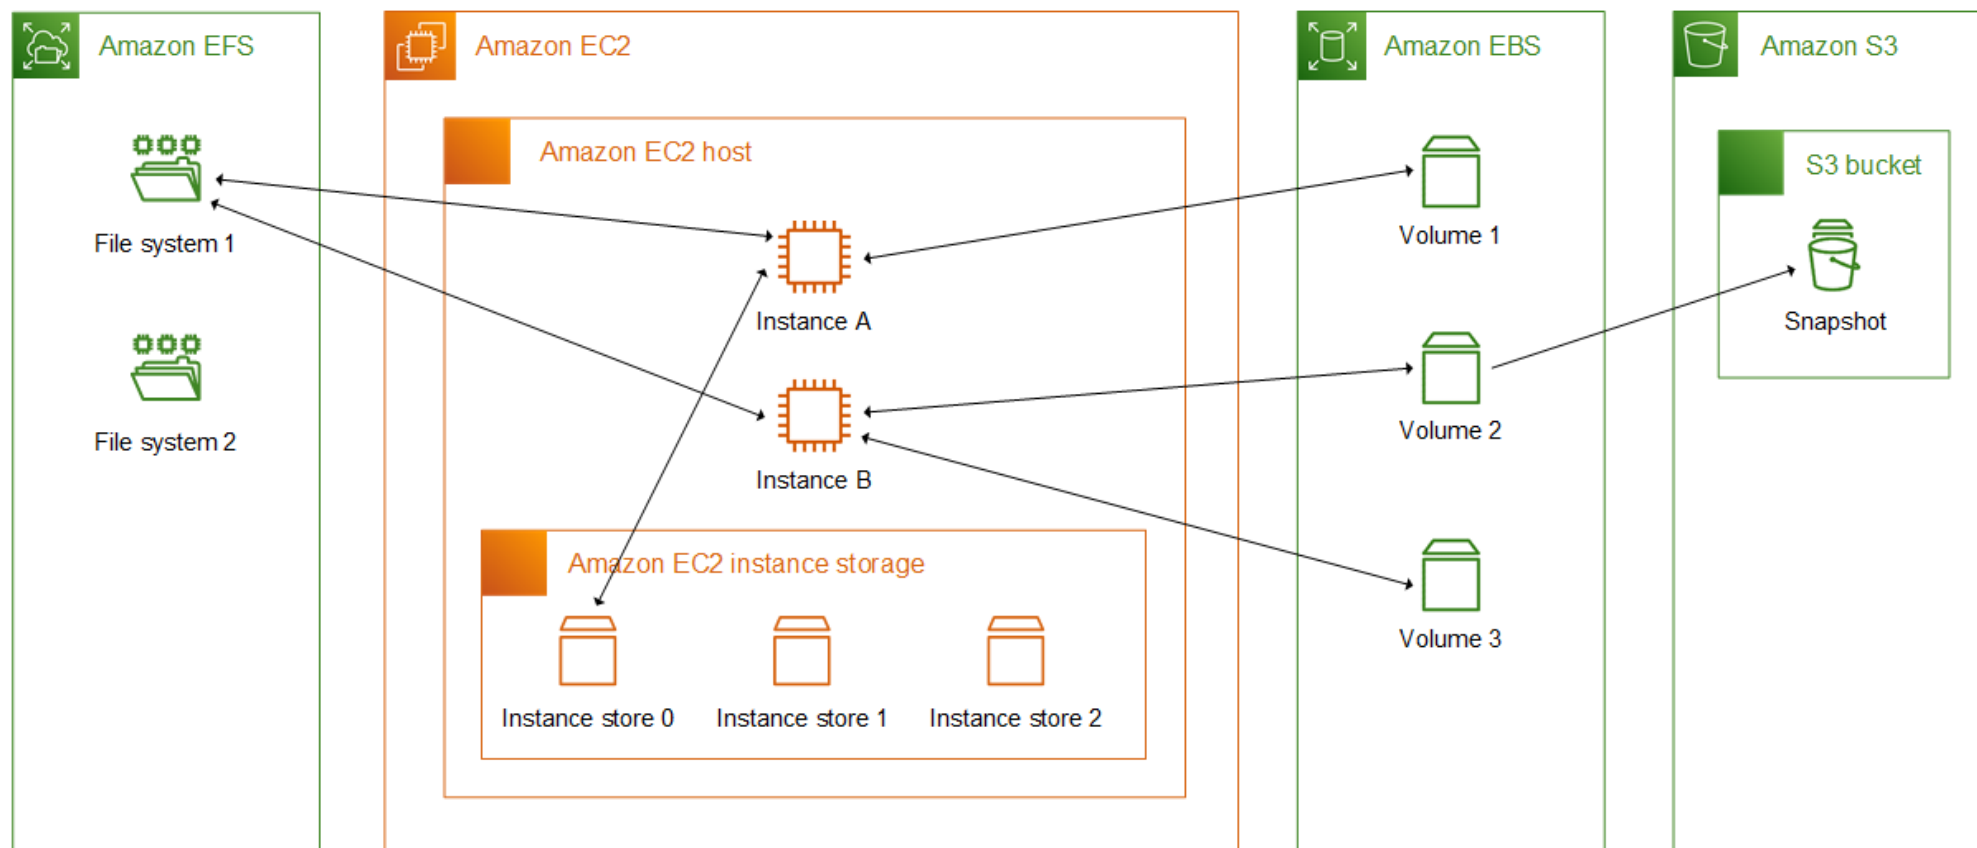 Amazon EFS
File system 1
File system 2
Amazon EC2
Amazon EC2 host
Instance A
Instance B
Amazon EC2 instance storage
Instance store 0
Instance store 1
Instance store 2
Amazon EBS
Volume 1
Volume 2
Volume 3
Amazon S3
S3 bucket
Snapshot